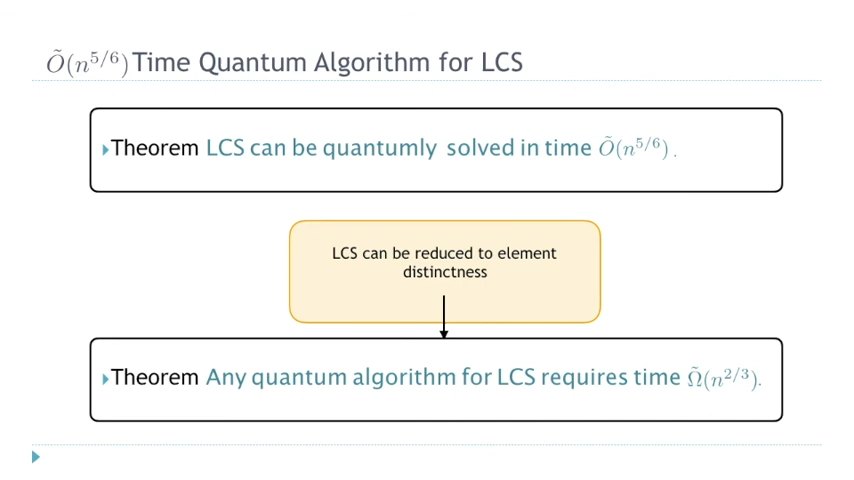 Õ(n^{5/6}) Time Quantum Algorithm for LCS
Theorem LCS can be quantumly solved in time Õ(n^{5/6}).
LCS can be reduced to element
distinctness
Theorem Any quantum algorithm for LCS requires time Ω̃(n^{2/3}).